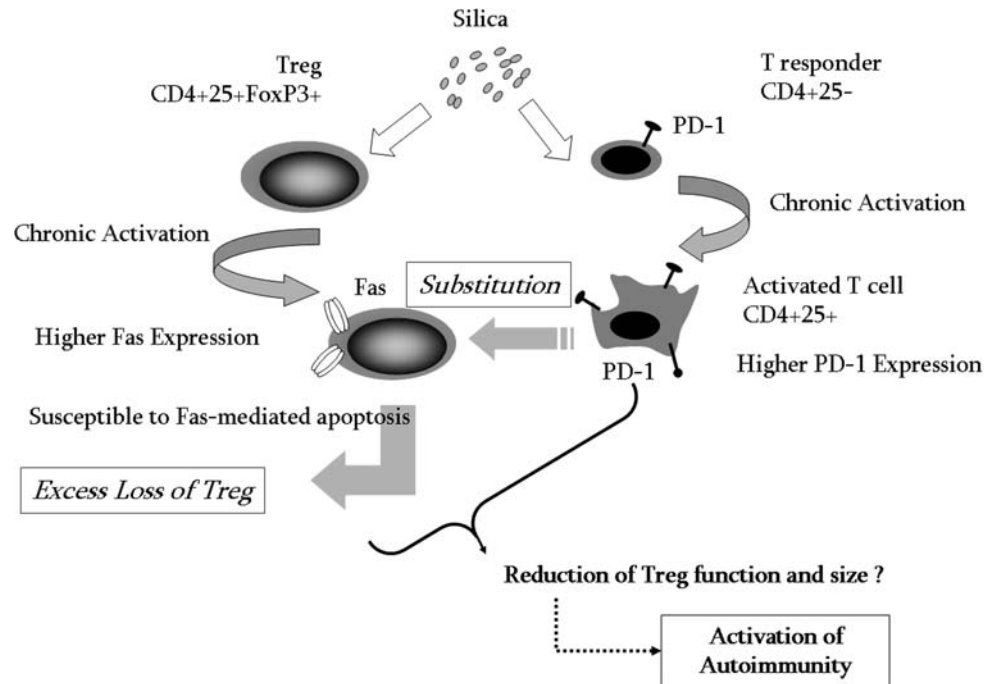 Silica
Treg
CD4+25+FoxP3+
T responder
CD4+25-
PD-1
Chronic Activation
Chronic Activation
Fas
Substitution
Activated T cell
CD4+25+
Higher Fas Expression
Higher PD-1 Expression
PD-1
Susceptible to Fas-mediated apoptosis
Excess Loss of Treg
Reduction of Treg function and size ?
Activation of
Autoimmunity